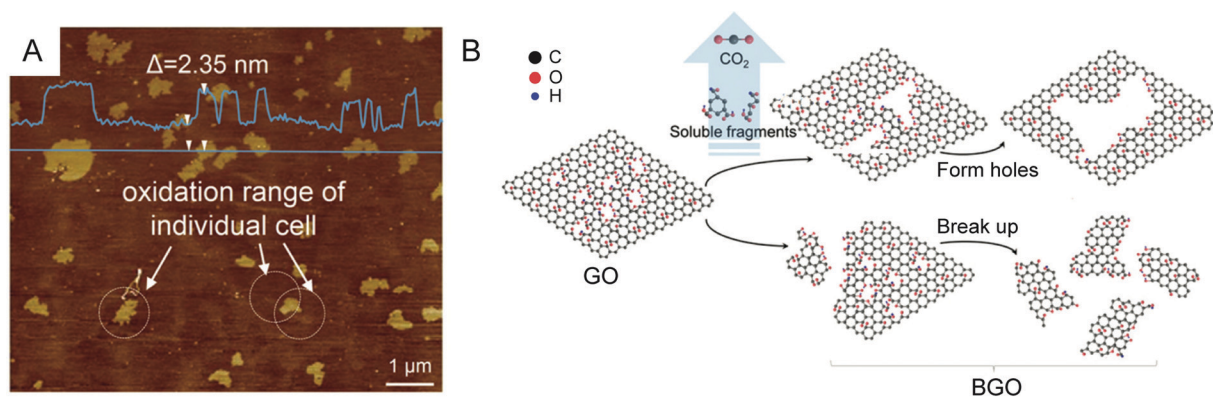 A
Δ=2.35 nm
oxidation range of
individual cell
1 μm
B
C
O
H
CO₂
Soluble fragments
GO
Form holes
Break up
BGO